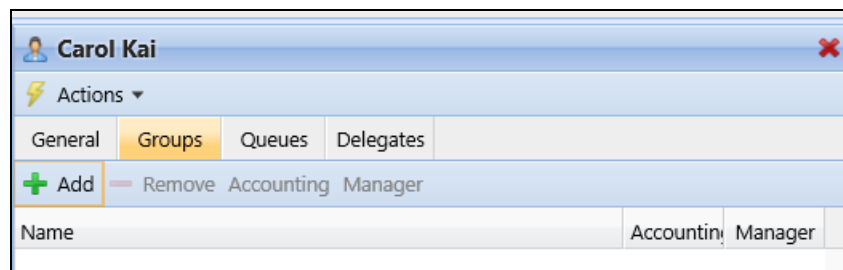 Carol Kai
Actions
General Groups Queues Delegates
Add Remove Accounting Manager
Name Accountin Manager